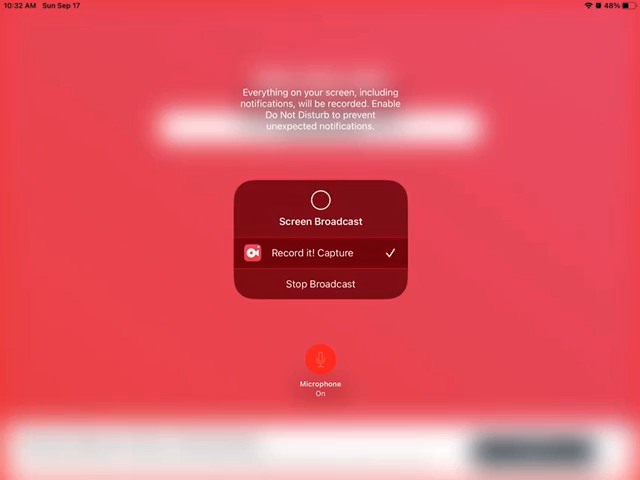 10:32 AM Sun Sep 17
48%
Everything on your screen, including
notifications, will be recorded. Enable
Do Not Disturb to prevent
unexpected notifications.
Screen Broadcast
Record it! Capture
Stop Broadcast
Microphone
On